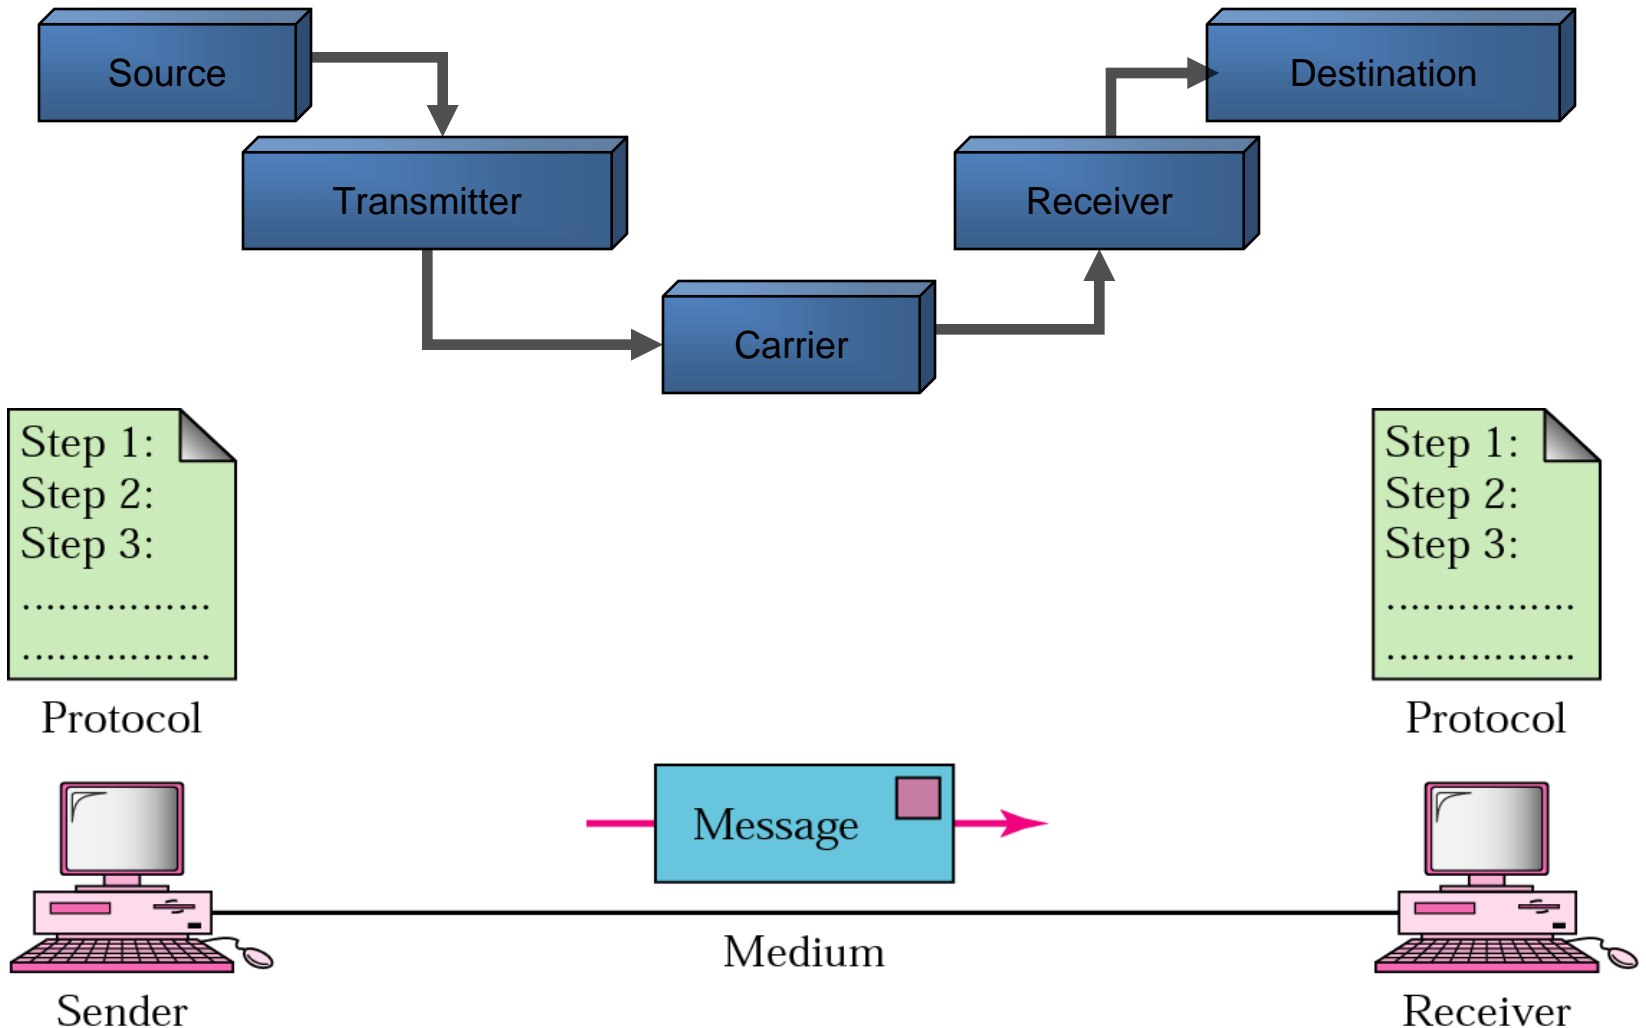 Source
Destination
Transmitter
Receiver
Carrier
Step 1:
Step 2:
Step 3:
................
................
Protocol
Step 1:
Step 2:
Step 3:
................
................
Protocol
Message
Medium
Sender
Receiver